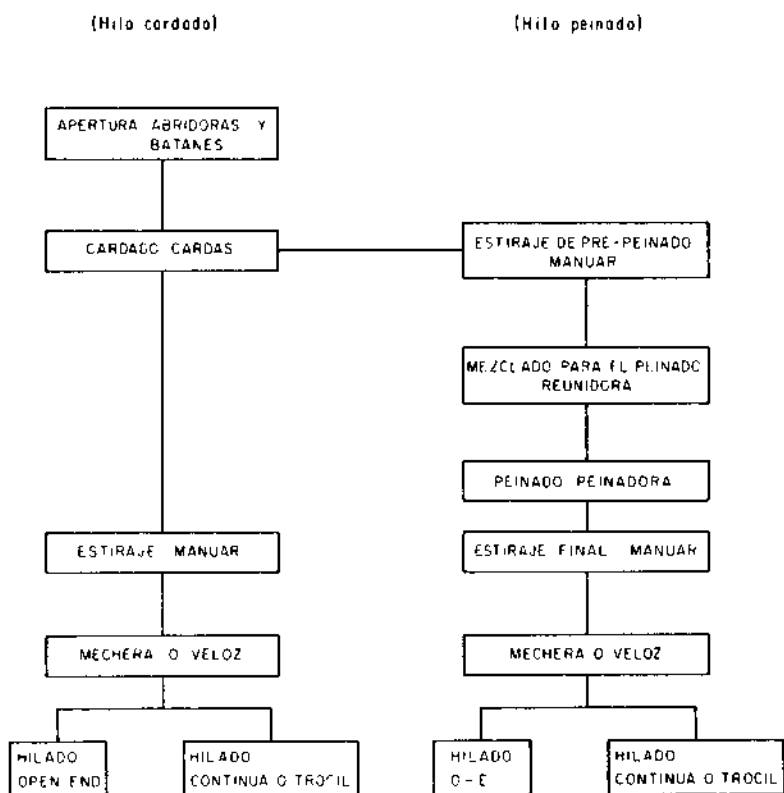 (Hilo cardado)
(Hilo peinado)
APERTURA ABRIDORAS Y
BATANES
CARDADO CARDAS
ESTIRAJE DE PRE-PEINADO
MANUAR
MEZCLADO PARA EL PEINADO
REUNIDORA
PEINADO PEINADORA
ESTIRAJE MANUAR
ESTIRAJE FINAL MANUAR
MECHERA O VELOZ
MECHERA O VELOZ
HILADO
OPEN END
HILADO
CONTINUA O TROCIL
HILADO
O-E
HILADO
CONTINUA O TROCIL